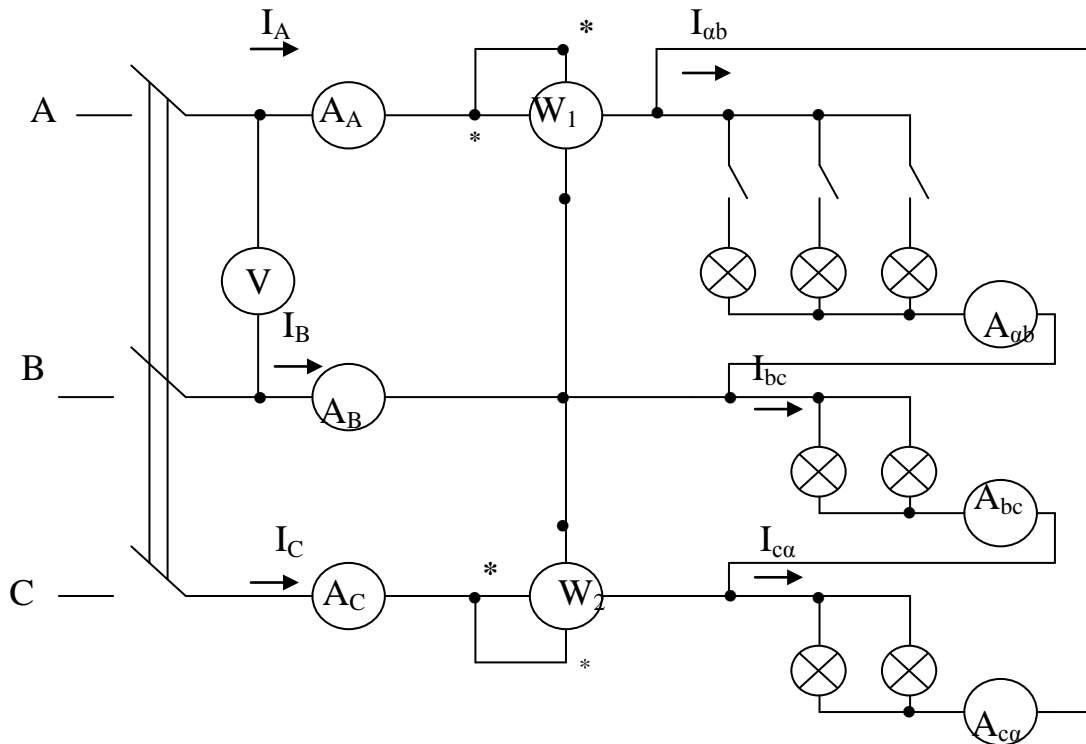 I_A
*
I_αb
A
A_A
*
W_1
V
I_B
A_αb
B
I_bc
A_B
A_bc
I_C
*
I_cα
C
A_C
W_2
*
A_cα